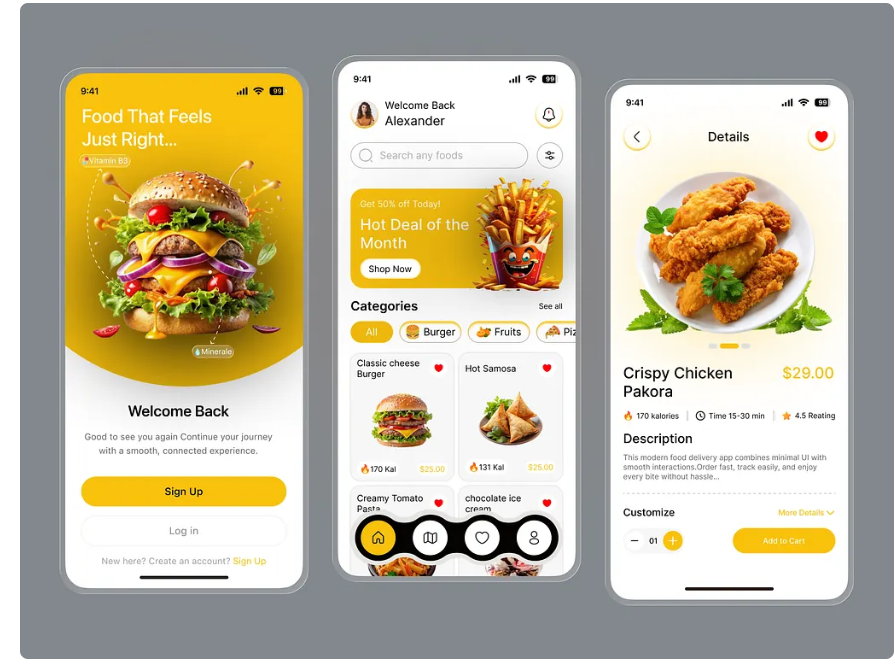 9:41
99
Food That Feels
Just Right...
Vitamin B3
Minerale
Welcome Back
Good to see you again Continue your journey
with a smooth, connected experience.
Sign Up
Log in
New here? Create an account? Sign Up
9:41
99
Welcome Back
Alexander
Search any foods
Get 50% off Today!
Hot Deal of the
Month
Shop Now
Categories
See all
All
Burger
Fruits
Piz
Classic cheese
Burger
170 Kal
$25.00
Hot Samosa
131 Kal
$25.00
Creamy Tomato
Pasta
chocolate ice
cream
9:41
99
Details
Crispy Chicken
Pakora
$29.00
170 kalories
Time 15-30 min
4.5 Reating
Description
This modern food delivery app combines minimal UI with
smooth interactions.Order fast, track easily, and enjoy
every bite without hassle...
Customize
More Details
01
Add to Cart